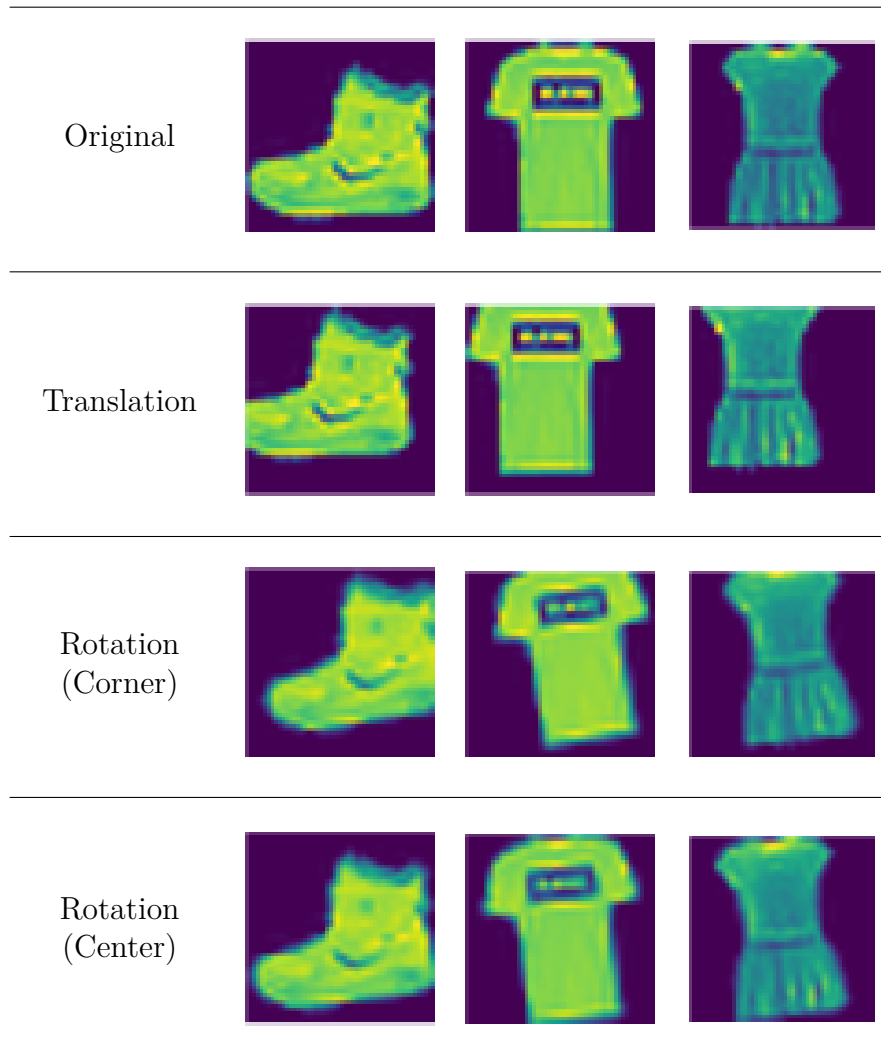 Original
Translation
Rotation
(Corner)
Rotation
(Center)